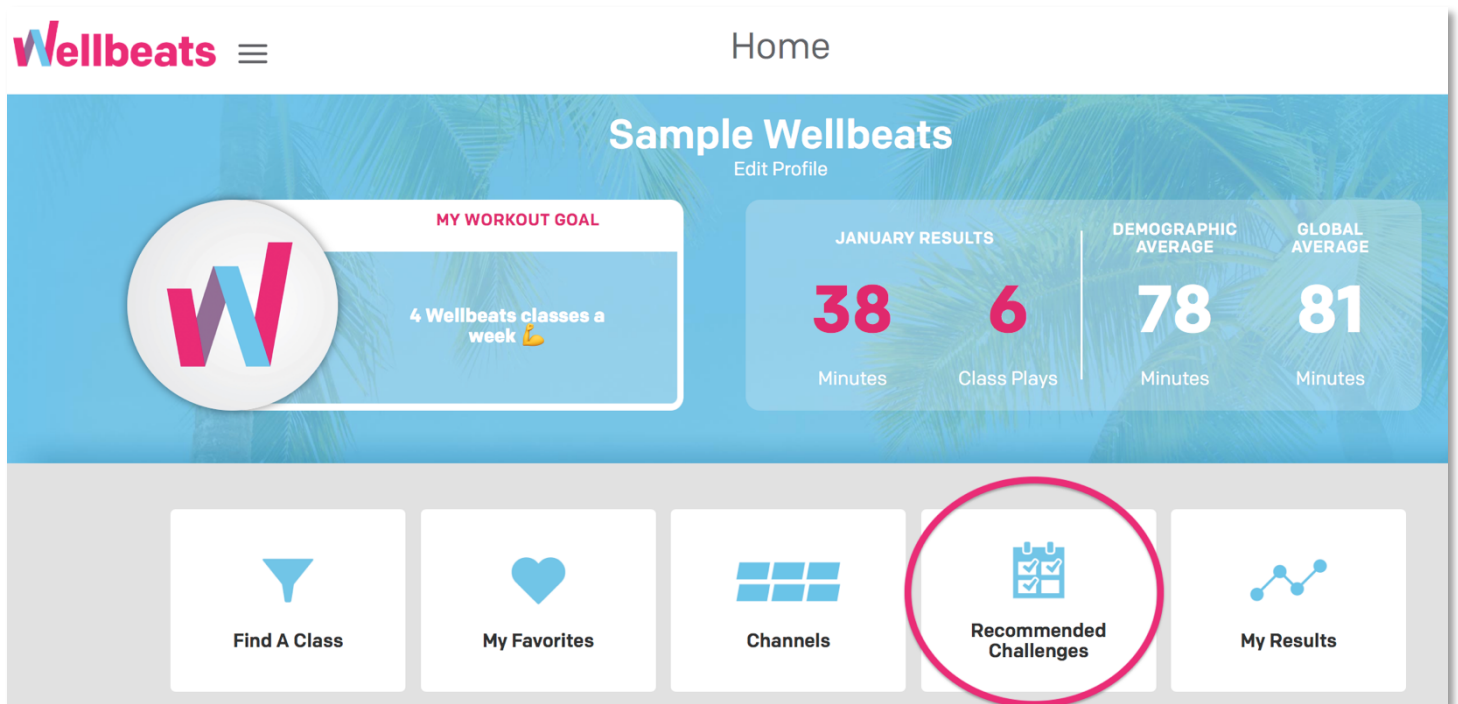 Wellbeats
Home
Sample Wellbeats
Edit Profile
MY WORKOUT GOAL
4 Wellbeats classes a
week 💪
JANUARY RESULTS
38
Minutes
6
Class Plays
DEMOGRAPHIC
AVERAGE
78
Minutes
GLOBAL
AVERAGE
81
Minutes
Find A Class
My Favorites
Channels
Recommended
Challenges
My Results